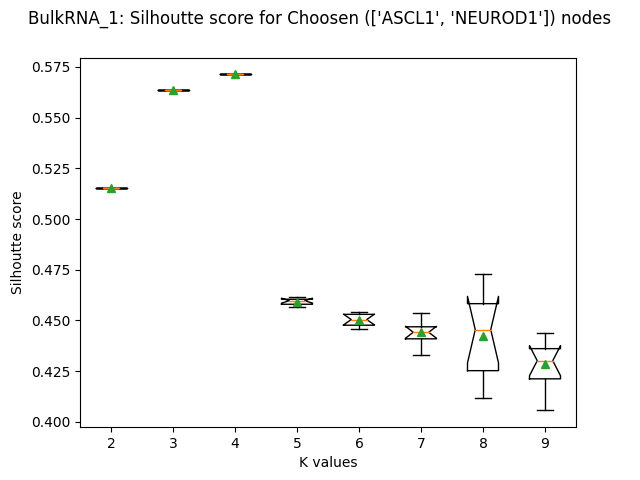 BulkRNA_1: Silhoutte score for Choosen (['ASCL1', 'NEUROD1']) nodes
0.575
0.550
0.525
0.500
0.475
0.450
0.425
0.400
Silhoutte score
2 3 4 5 6 7 8 9
K values